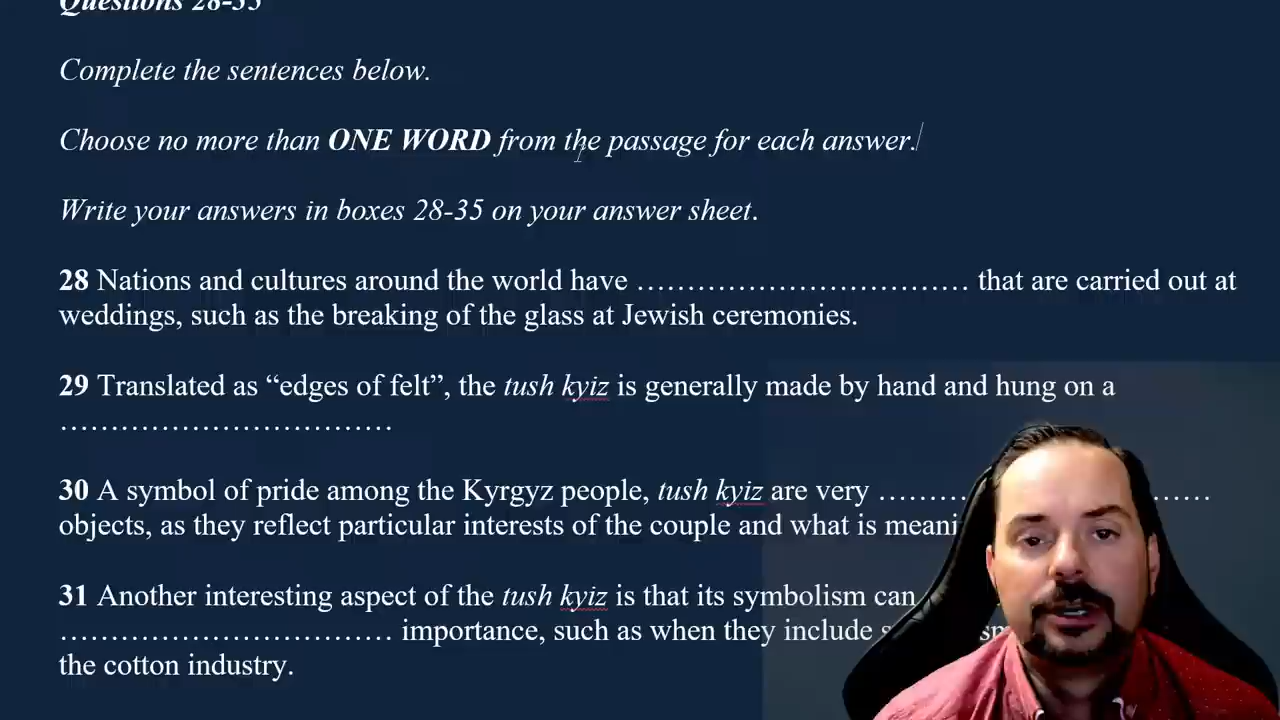 Questions 28-35
Complete the sentences below.
Choose no more than ONE WORD from the passage for each answer.
Write your answers in boxes 28-35 on your answer sheet.
28 Nations and cultures around the world have ................................. that are carried out at
weddings, such as the breaking of the glass at Jewish ceremonies.
29 Translated as “edges of felt”, the tush kyiz is generally made by hand and hung on a
.................................
30 A symbol of pride among the Kyrgyz people, tush kyiz are very .................................
objects, as they reflect particular interests of the couple and what is
31 Another interesting aspect of the tush kyiz is that its symbolism can
................................. importance, such as when they include
the cotton industry.